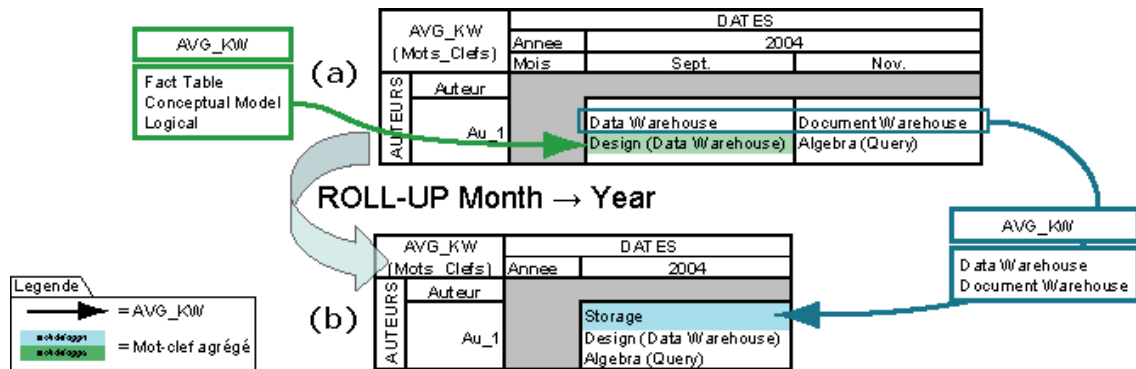 AVG_KW
Fact Table
Conceptual Model
Logical
(a)
AVG_KW
(Mots_Clefs)
DATES
Annee
2004
Mois
Sept.
Nov.
AUTEURS
Auteur
Au_1
Data Warehouse
Document Warehouse
Design (Data Warehouse)
Algebra (Query)
ROLL-UP Month → Year
AVG_KW
Data Warehouse
Document Warehouse
(b)
AVG_KW
(Mots_Clefs)
DATES
Annee
2004
AUTEURS
Auteur
Au_1
Storage
Design (Data Warehouse)
Algebra (Query)
Legende
= AVG_KW
= Mot-clef agrégé